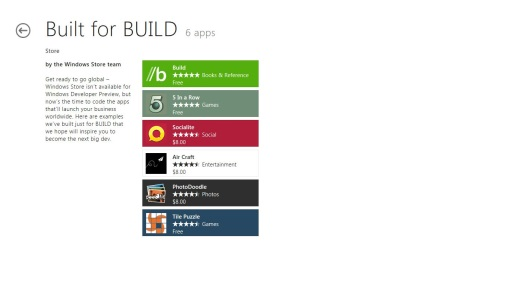 Built for BUILD 6 apps
Store
by the Windows Store team
Get ready to go global –
Windows Store isn't available for
Windows Developer Preview, but
now's the time to code the apps
that'll launch your business
worldwide. Here are examples
we've built just for BUILD that
we hope will inspire you to
become the next big dev.
//b
Build
Books & Reference
Free
5
5 In a Row
Games
Free
Socialite
Social
$8.00
Air Craft
Entertainment
$8.00
PhotoDoodle
Photos
$8.00
Tile Puzzle
Games
Free